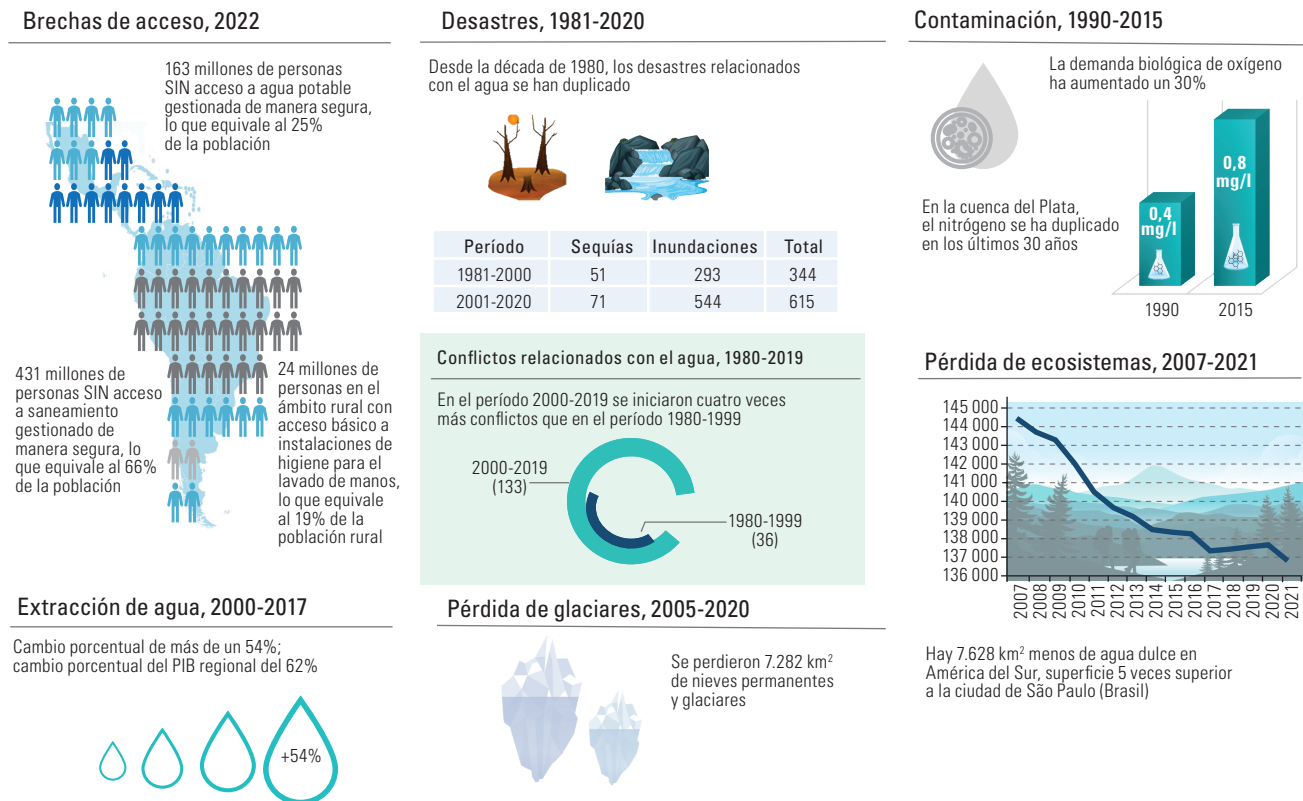 Brechas de acceso, 2022
163 millones de personas
SIN acceso a agua potable
gestionada de manera segura,
lo que equivale al 25%
de la población
431 millones de
personas SIN acceso
a saneamiento
gestionado de
manera segura, lo
que equivale al 66%
de la población
24 millones de
personas en el
ámbito rural con
acceso básico a
instalaciones de
higiene para el
lavado de manos,
lo que equivale
al 19% de la
población rural
Extracción de agua, 2000-2017
Cambio porcentual de más de un 54%;
cambio porcentual del PIB regional del 62%
+54%
Desastres, 1981-2020
Desde la década de 1980, los desastres relacionados
con el agua se han duplicado
Período Sequías Inundaciones Total
1981-2000 51 293 344
2001-2020 71 544 615
Conflictos relacionados con el agua, 1980-2019
En el período 2000-2019 se iniciaron cuatro veces
más conflictos que en el período 1980-1999
2000-2019
(133)
1980-1999
(36)
Pérdida de glaciares, 2005-2020
Se perdieron 7.282 km²
de nieves permanentes
y glaciares
Contaminación, 1990-2015
La demanda biológica de oxígeno
ha aumentado un 30%
En la cuenca del Plata,
el nitrógeno se ha duplicado
en los últimos 30 años
0,4
mg/l
0,8
mg/l
1990 2015
Pérdida de ecosistemas, 2007-2021
145 000
144 000
143 000
142 000
141 000
140 000
139 000
138 000
137 000
136 000
2007 2008 2009 2010 2011 2012 2013 2014 2015 2016 2017 2018 2019 2020 2021
Hay 7.628 km² menos de agua dulce en
América del Sur, superficie 5 veces superior
a la ciudad de São Paulo (Brasil)